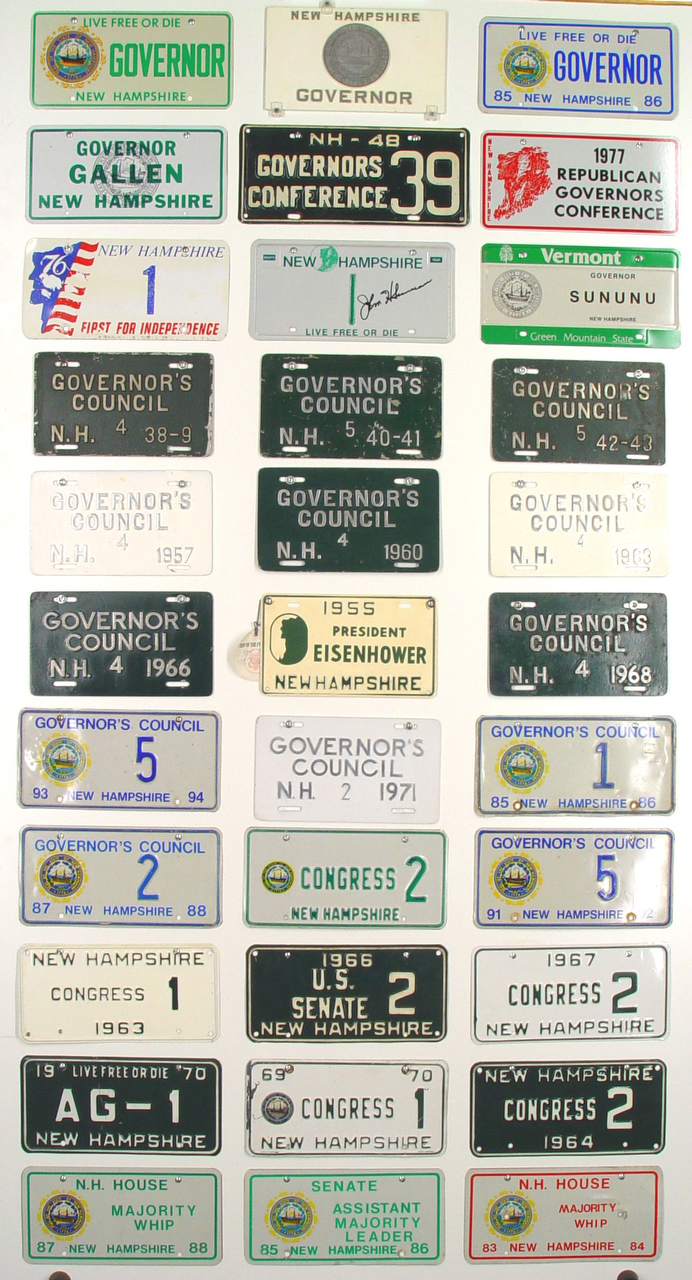 LIVE FREE OR DIE
GOVERNOR
NEW HAMPSHIRE
NEW HAMPSHIRE
GOVERNOR
LIVE FREE OR DIE
GOVERNOR
85 NEW HAMPSHIRE 86
GOVERNOR
GALLEN
NEW HAMPSHIRE
NH - 48
GOVERNORS
CONFERENCE 39
NEW HAMPSHIRE
1977
REPUBLICAN
GOVERNORS
CONFERENCE
76 NEW HAMPSHIRE
1
FIRST FOR INDEPENDENCE
NEW HAMPSHIRE
1
LIVE FREE OR DIE
Vermont
GOVERNOR
SUNUNU
NEW HAMPSHIRE
Green Mountain State
GOVERNOR'S
COUNCIL
N.H. 4 38-9
GOVERNOR'S
COUNCIL
N.H. 5 40-41
GOVERNOR'S
COUNCIL
N.H. 5 42-43
GOVERNOR'S
COUNCIL
N.H. 4 1957
GOVERNOR'S
COUNCIL
N.H. 4 1960
GOVERNOR'S
COUNCIL
N.H. 4 1963
GOVERNOR'S
COUNCIL
N.H. 4 1966
1955
PRESIDENT
EISENHOWER
NEW HAMPSHIRE
GOVERNOR'S
COUNCIL
N.H. 4 1968
GOVERNOR'S COUNCIL
5
93 NEW HAMPSHIRE 94
GOVERNOR'S
COUNCIL
N.H. 2 1971
GOVERNOR'S COUNCIL
1
85 NEW HAMPSHIRE 86
GOVERNOR'S COUNCIL
2
87 NEW HAMPSHIRE 88
CONGRESS 2
NEW HAMPSHIRE
GOVERNOR'S COUNCIL
5
91 NEW HAMPSHIRE 92
NEW HAMPSHIRE
CONGRESS 1
1963
1966
U.S.
SENATE 2
NEW HAMPSHIRE
1967
CONGRESS 2
NEW HAMPSHIRE
19 LIVE FREE OR DIE 70
AG-1
NEW HAMPSHIRE
69 70
CONGRESS 1
NEW HAMPSHIRE
NEW HAMPSHIRE
CONGRESS 2
1964
N.H. HOUSE
MAJORITY
WHIP
87 NEW HAMPSHIRE 88
SENATE
ASSISTANT
MAJORITY
LEADER
85 NEW HAMPSHIRE 86
N.H. HOUSE
MAJORITY
WHIP
83 NEW HAMPSHIRE 84